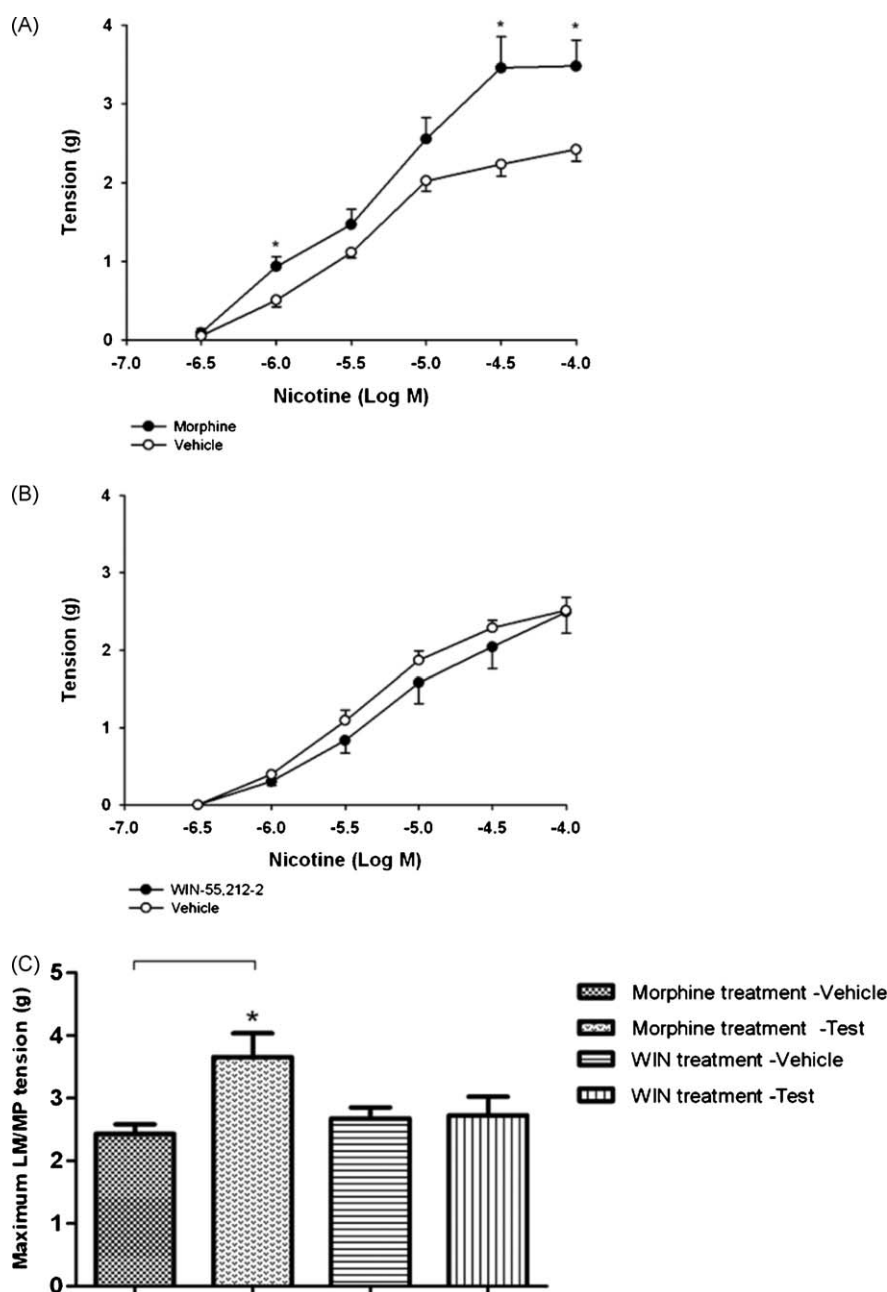 (A)
Tension (g)
4
3
2
1
0
* * *
-7.0 -6.5 -6.0 -5.5 -5.0 -4.5 -4.0
Nicotine (Log M)
Morphine
Vehicle
(B)
Tension (g)
4
3
2
1
0
-7.0 -6.5 -6.0 -5.5 -5.0 -4.5 -4.0
Nicotine (Log M)
WIN-55,212-2
Vehicle
(C)
Maximum LM/MP tension (g)
5
4
3
2
1
0
*
Morphine treatment -Vehicle
Morphine treatment -Test
WIN treatment -Vehicle
WIN treatment -Test